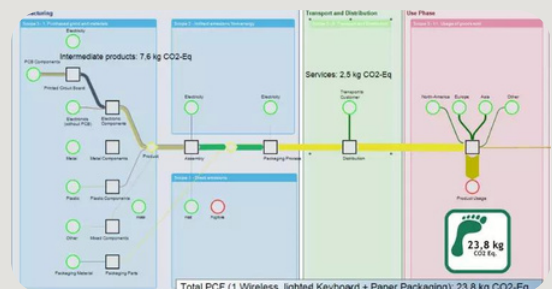 Transport and Distribution
Use Phase
Electricity
Intermediate products: 7,6 kg CO2-Eq
PCB Components
Printed Circuit Board
Services: 2,5 kg CO2-Eq
Electricity
Electricity
Transports
Customer
North America
Europe
Asia
Other
Electronics
(without PCB)
Electronic
Components
Metal
Metal Components
Product
Assembly
Packaging Process
Distribution
Plastic
Plastic Components
Product Usage
Other
Mixed Components
Packaging Material
Packaging Parts
23,8 kg
CO2 Eq.
Total PCF (1 Wireless, lighted Keyboard + Paper Packaging): 23,8 kg CO2-Eq